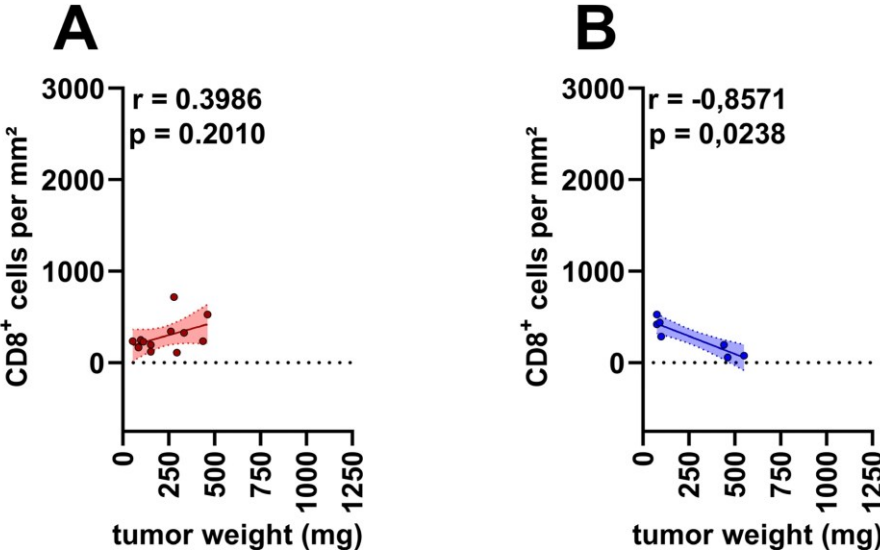 A
3000
r = 0.3986
p = 0.2010
2000
1000
0
CD8⁺ cells per mm²
0
250
500
750
1000
1250
tumor weight (mg)
B
3000
r = -0,8571
p = 0,0238
2000
1000
0
CD8⁺ cells per mm²
0
250
500
750
1000
1250
tumor weight (mg)